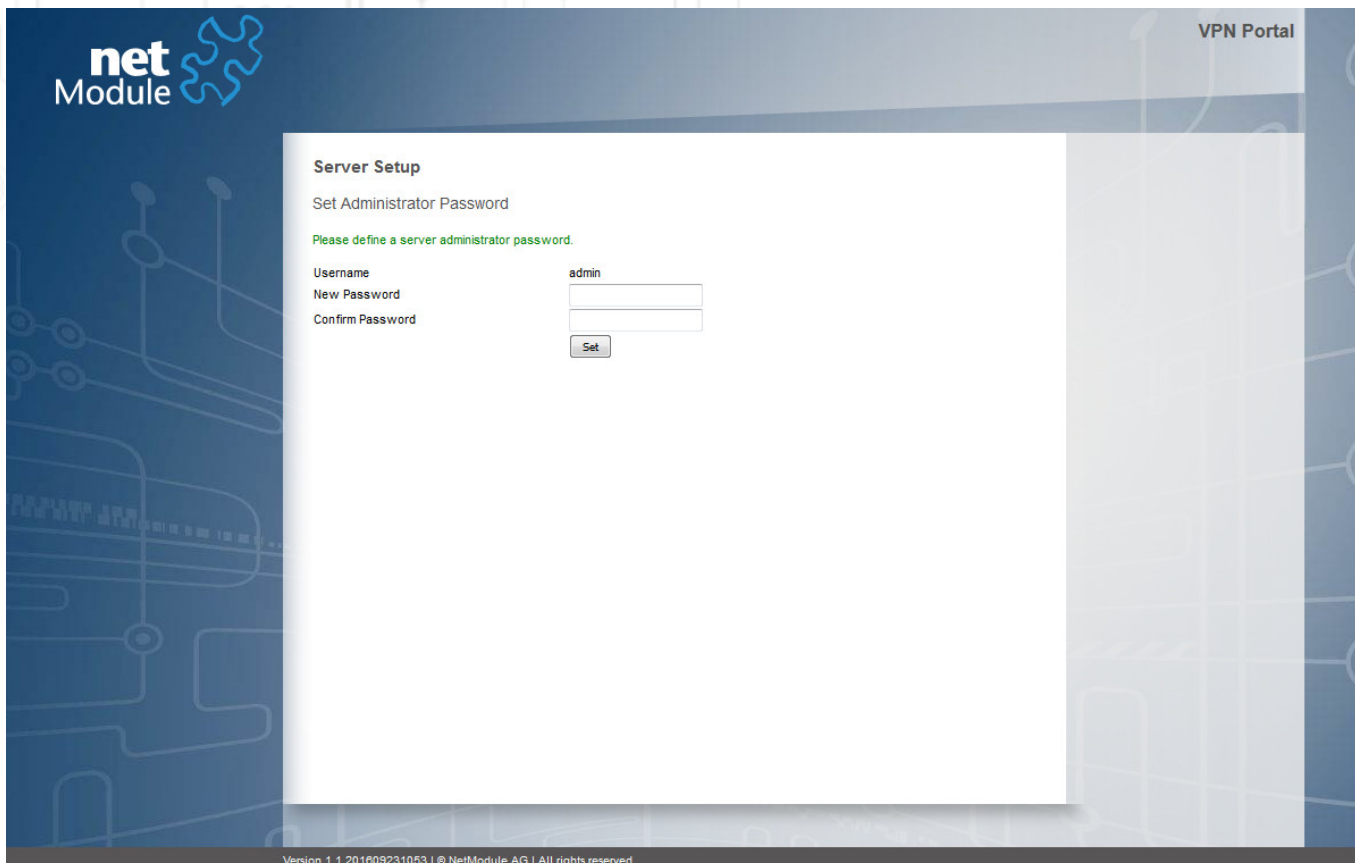 net
Module
VPN Portal
Server Setup
Set Administrator Password
Please define a server administrator password.
Username admin
New Password
Confirm Password
Set
Version 1.1.201609231053 | © NetModule AG | All rights reserved